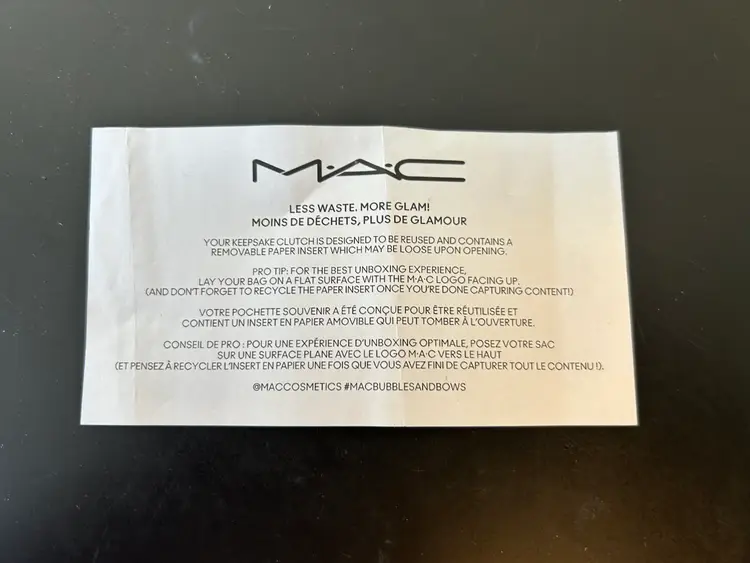 M·A·C
LESS WASTE. MORE GLAM!
MOINS DE DÉCHETS, PLUS DE GLAMOUR
YOUR KEEPSAKE CLUTCH IS DESIGNED TO BE REUSED AND CONTAINS A
REMOVABLE PAPER INSERT WHICH MAY BE LOOSE UPON OPENING.
PRO TIP: FOR THE BEST UNBOXING EXPERIENCE,
LAY YOUR BAG ON A FLAT SURFACE WITH THE M·A·C LOGO FACING UP.
(AND DON'T FORGET TO RECYCLE THE PAPER INSERT ONCE YOU'RE DONE CAPTURING CONTENT!)
VOTRE POCHETTE SOUVENIR A ÉTÉ CONÇUE POUR ÊTRE RÉUTILISÉE ET
CONTIENT UN INSERT EN PAPIER AMOVIBLE QUI PEUT TOMBER À L'OUVERTURE.
CONSEIL DE PRO : POUR UNE EXPÉRIENCE D'UNBOXING OPTIMALE, POSEZ VOTRE SAC
SUR UNE SURFACE PLANE AVEC LE LOGO M·A·C VERS LE HAUT
(ET PENSEZ À RECYCLER L'INSERT EN PAPIER UNE FOIS QUE VOUS AVEZ FINI DE CAPTURER TOUT LE CONTENU !).
@MACCOSMETICS #MACBUBBLESANDBOWS